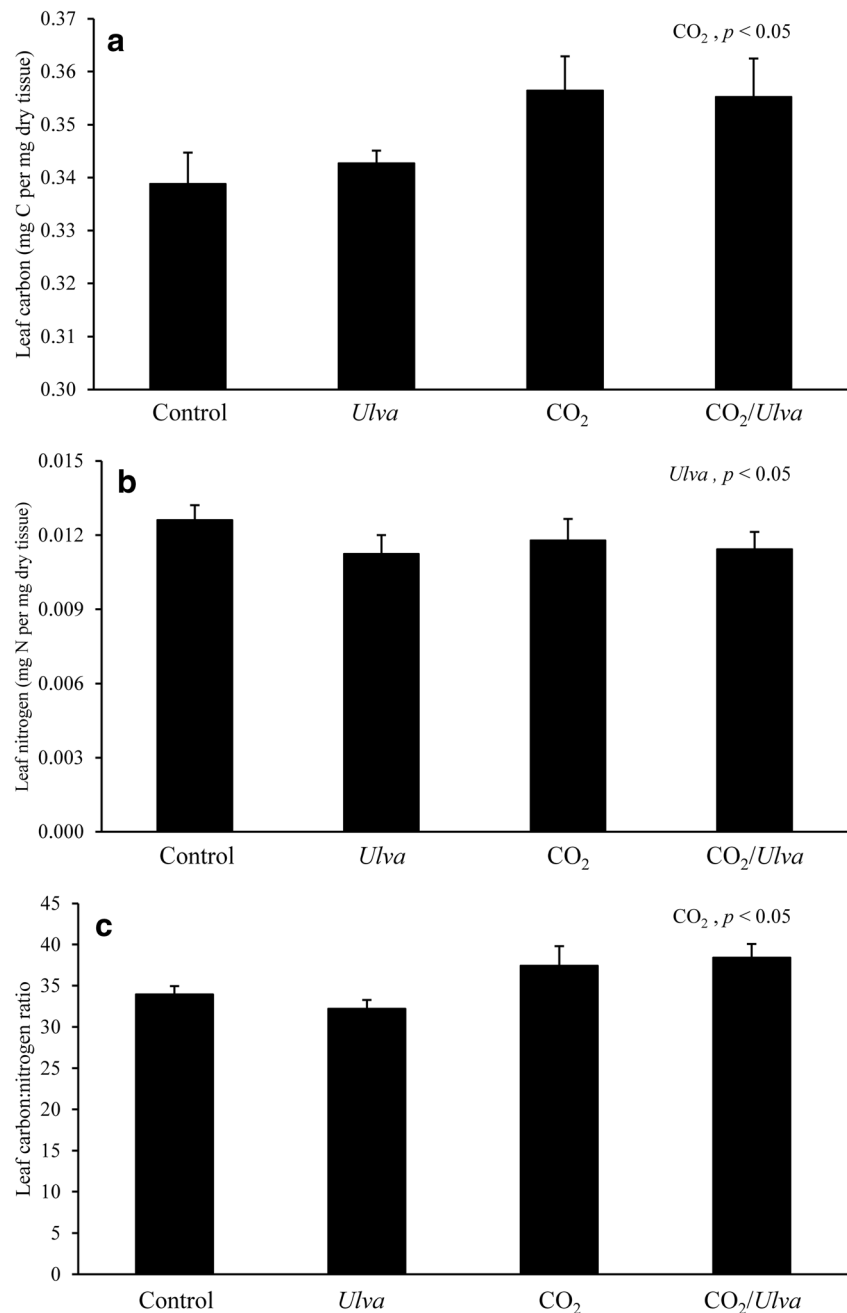 a
CO₂ , p < 0.05
Leaf carbon (mg C per mg dry tissue)
0.37
0.36
0.35
0.34
0.33
0.32
0.31
0.30
Control Ulva CO₂ CO₂/Ulva
b
Ulva , p < 0.05
Leaf nitrogen (mg N per mg dry tissue)
0.015
0.012
0.009
0.006
0.003
0.000
Control Ulva CO₂ CO₂/Ulva
c
CO₂ , p < 0.05
Leaf carbon:nitrogen ratio
45
40
35
30
25
20
15
10
5
0
Control Ulva CO₂ CO₂/Ulva